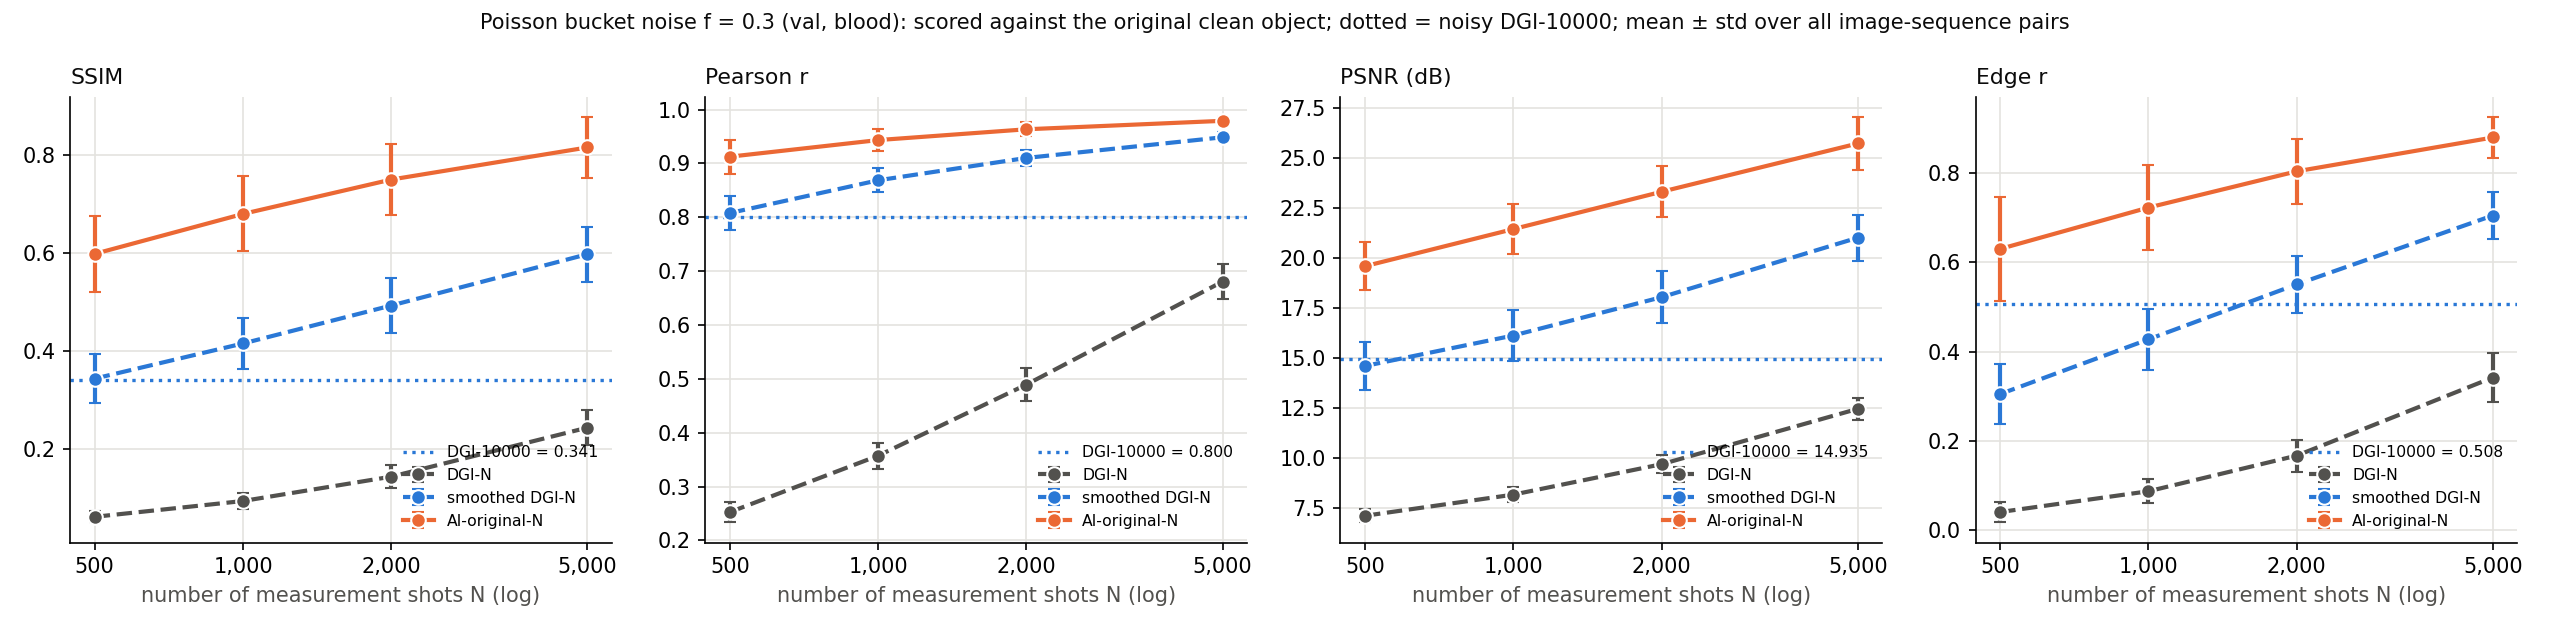 Poisson bucket noise f = 0.3 (val, blood): scored against the original clean object; dotted = noisy DGI-10000; mean ± std over all image-sequence pairs
SSIM
0.8
0.6
0.4
0.2
DGI-10000 = 0.341
DGI-N
smoothed DGI-N
AI-original-N
500
1,000
2,000
5,000
number of measurement shots N (log)
Pearson r
1.0
0.9
0.8
0.7
0.6
0.5
0.4
0.3
0.2
DGI-10000 = 0.800
DGI-N
smoothed DGI-N
AI-original-N
500
1,000
2,000
5,000
number of measurement shots N (log)
PSNR (dB)
27.5
25.0
22.5
20.0
17.5
15.0
12.5
10.0
7.5
DGI-10000 = 14.935
DGI-N
smoothed DGI-N
AI-original-N
500
1,000
2,000
5,000
number of measurement shots N (log)
Edge r
0.8
0.6
0.4
0.2
0.0
DGI-10000 = 0.508
DGI-N
smoothed DGI-N
AI-original-N
500
1,000
2,000
5,000
number of measurement shots N (log)